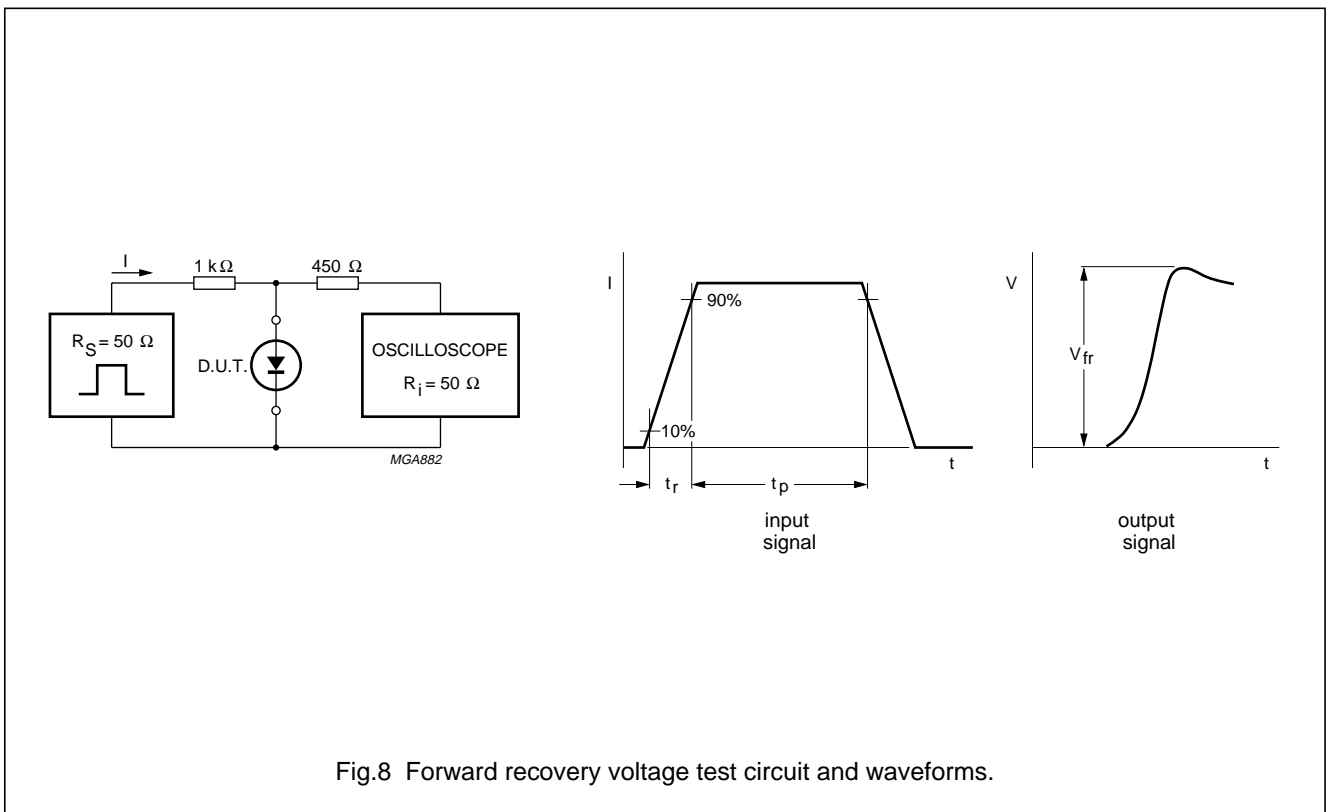 I
1 kΩ
450 Ω
R_S = 50 Ω
D.U.T.
OSCILLOSCOPE
R_i = 50 Ω
MGA882
I
90%
10%
t
t_r
t_p
input
signal
V
V_fr
t
output
signal
Fig.8 Forward recovery voltage test circuit and waveforms.